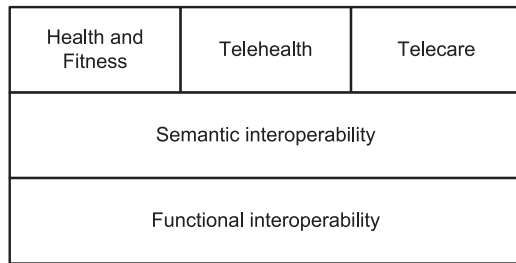 Health and
Fitness
Telehealth
Telecare
Semantic interoperability
Functional interoperability